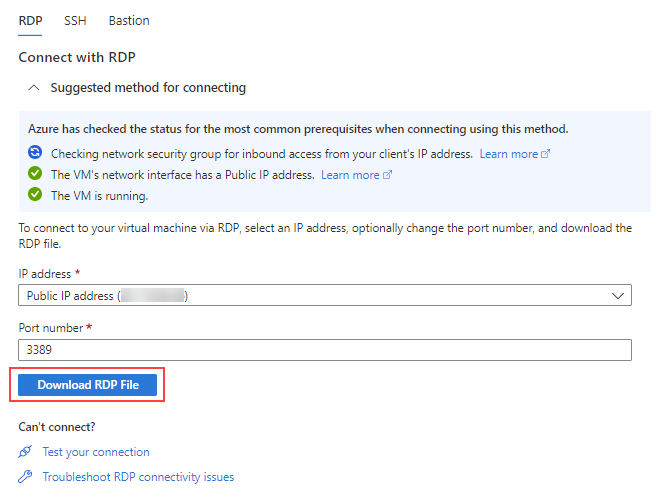 RDP SSH Bastion
Connect with RDP
Suggested method for connecting
Azure has checked the status for the most common prerequisites when connecting using this method.
Checking network security group for inbound access from your client's IP address. Learn more
The VM's network interface has a Public IP address. Learn more
The VM is running.
To connect to your virtual machine via RDP, select an IP address, optionally change the port number, and download the
RDP file.
IP address *
Public IP address ( )
Port number *
3389
Download RDP File
Can't connect?
Test your connection
Troubleshoot RDP connectivity issues